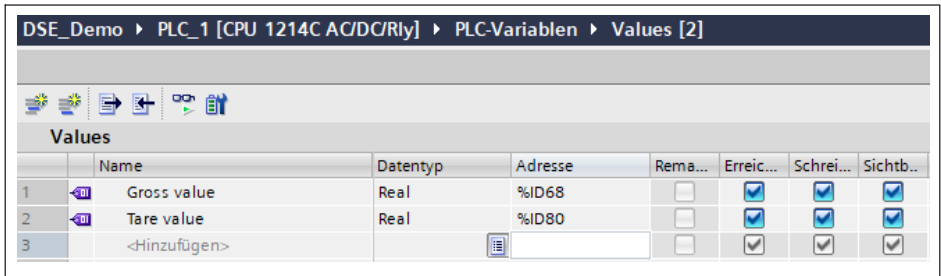 DSE_Demo ▸ PLC_1 [CPU 1214C AC/DC/Rly] ▸ PLC-Variablen ▸ Values [2]
Values
Name Datentyp Adresse Rema... Erreic... Schrei... Sichtb..
1 Gross value Real %ID68
2 Tare value Real %ID80
3 <Hinzufügen>